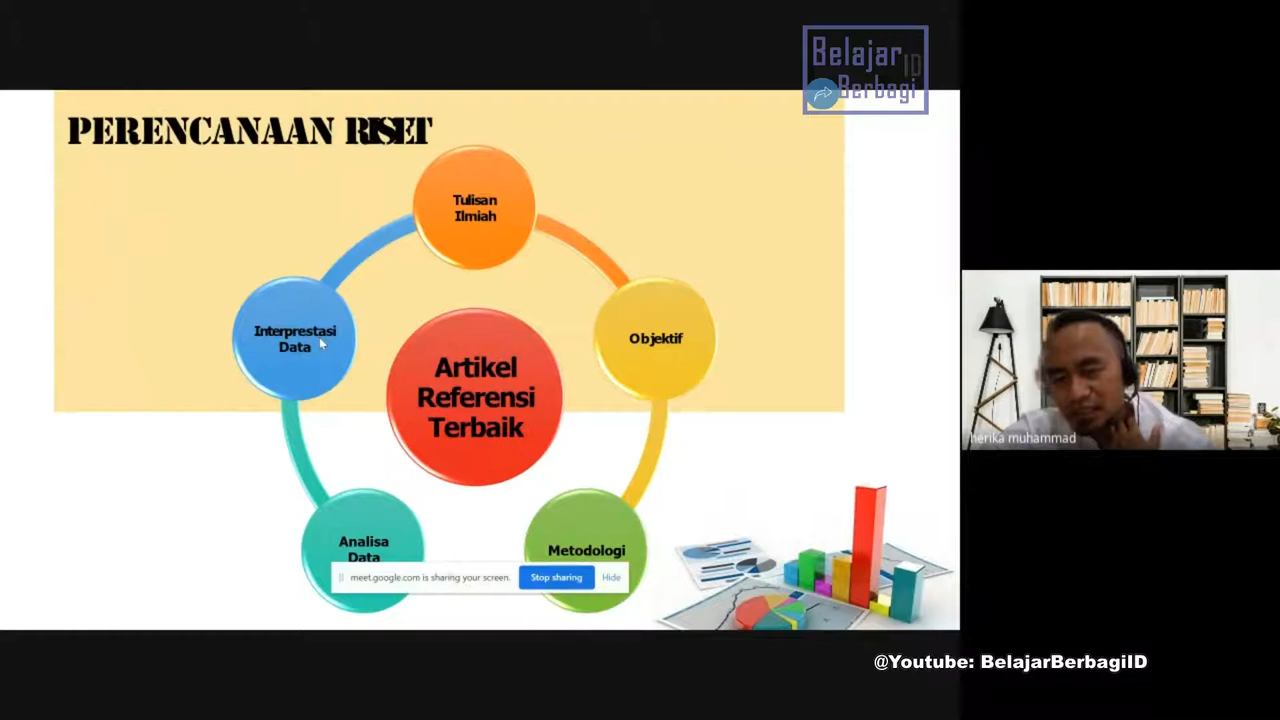 Belajar
ID
Berbagi
PERENCANAAN RISET
Tulisan
Ilmiah
Interprestasi
Data
Objektif
Artikel
Referensi
Terbaik
Analisa
Data
Metodologi
meet.google.com is sharing your screen.
Stop sharing
Hide
herika muhammad
@Youtube: BelajarBerbagiID